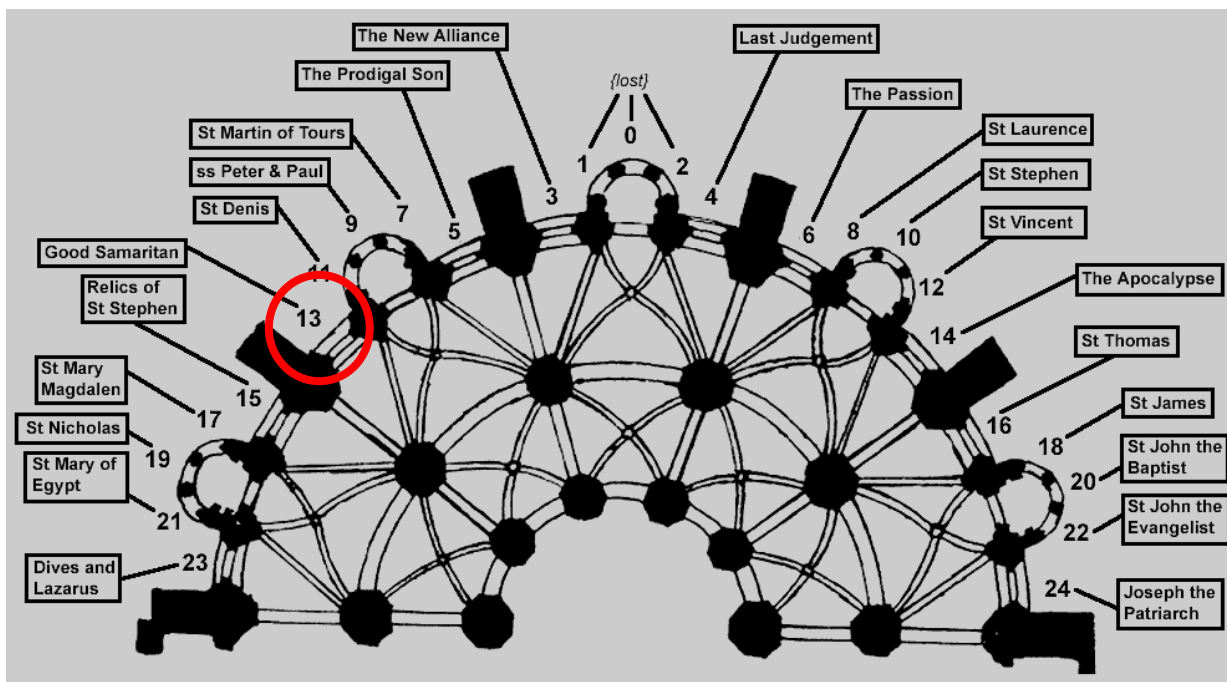 The New Alliance
Last Judgement
The Prodigal Son
{lost}
The Passion
St Martin of Tours
St Laurence
ss Peter & Paul
St Stephen
St Denis
St Vincent
Good Samaritan
Relics of
St Stephen
The Apocalypse
St Thomas
St Mary
Magdalen
St James
St Nicholas
St John the
Baptist
St Mary of
Egypt
St John the
Evangelist
Dives and
Lazarus
Joseph the
Patriarch
0
1
2
3
4
5
6
7
8
9
10
11
12
13
14
15
16
17
18
19
20
21
22
23
24